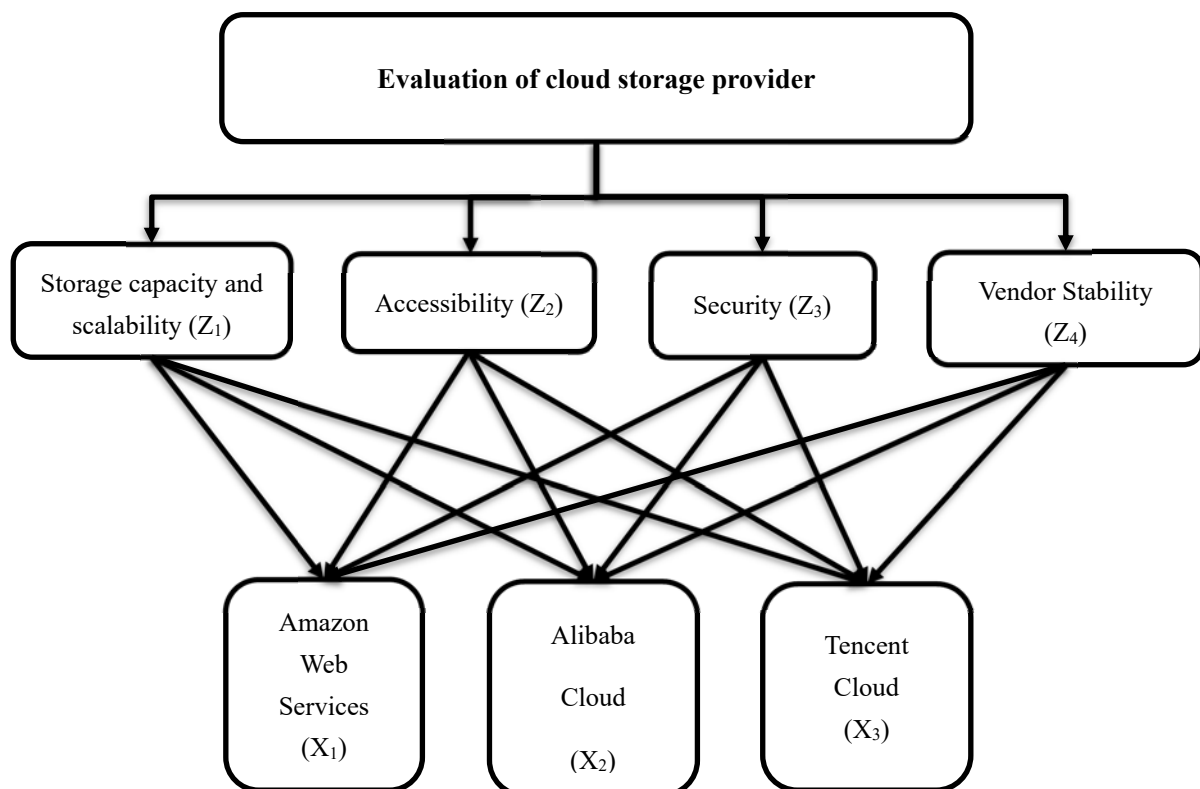 Evaluation of cloud storage provider
Storage capacity and
scalability (Z₁)
Accessibility (Z₂)
Security (Z₃)
Vendor Stability
(Z₄)
Amazon
Web
Services
(X₁)
Alibaba
Cloud
(X₂)
Tencent
Cloud
(X₃)